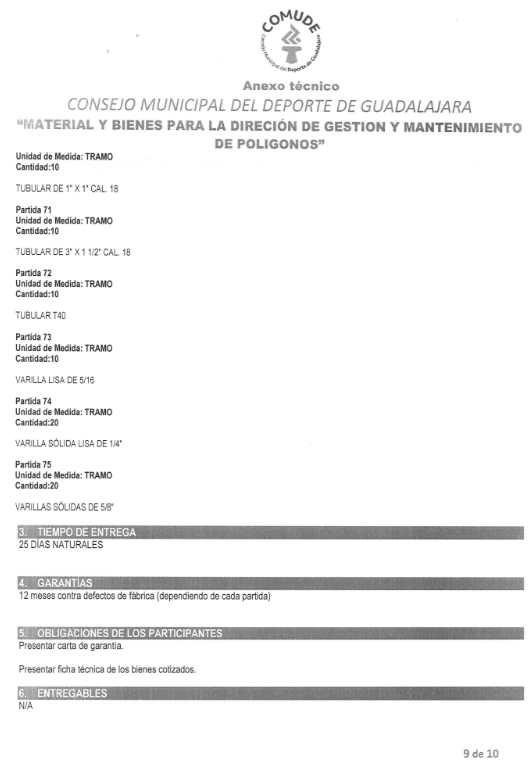 COMUDE
Consejo Municipal del Deporte de Guadalajara
Anexo técnico
CONSEJO MUNICIPAL DEL DEPORTE DE GUADALAJARA
“MATERIAL Y BIENES PARA LA DIRECIÓN DE GESTION Y MANTENIMIENTO
DE POLIGONOS”
Unidad de Medida: TRAMO
Cantidad:10
TUBULAR DE 1" X 1" CAL. 18
Partida 71
Unidad de Medida: TRAMO
Cantidad:10
TUBULAR DE 3" X 1 1/2" CAL. 18
Partida 72
Unidad de Medida: TRAMO
Cantidad:10
TUBULAR T40
Partida 73
Unidad de Medida: TRAMO
Cantidad:10
VARILLA LISA DE 5/16
Partida 74
Unidad de Medida: TRAMO
Cantidad:20
VARILLA SÓLIDA LISA DE 1/4"
Partida 75
Unidad de Medida: TRAMO
Cantidad:20
VARILLAS SÓLIDAS DE 5/8"
3. TIEMPO DE ENTREGA
25 DÍAS NATURALES
4. GARANTÍAS
12 meses contra defectos de fábrica (dependiendo de cada partida)
5. OBLIGACIONES DE LOS PARTICIPANTES
Presentar carta de garantía.
Presentar ficha técnica de los bienes cotizados.
6. ENTREGABLES
N/A
9 de 10